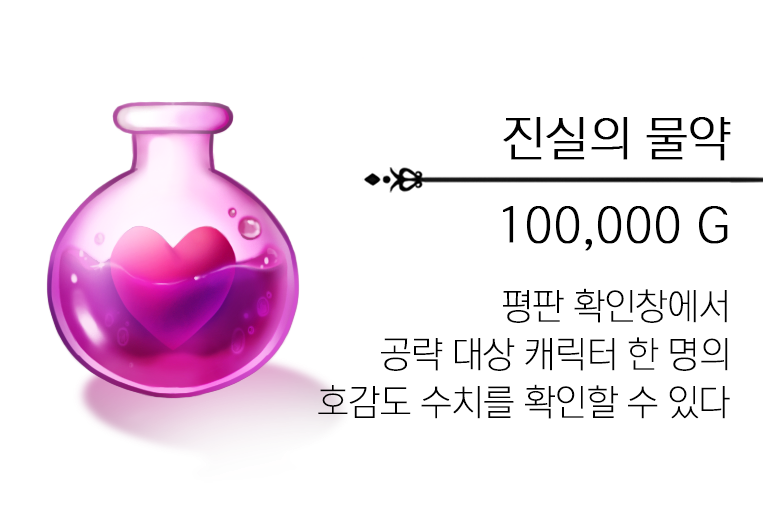 진실의 물약
100,000 G
평판 확인창에서
공략 대상 캐릭터 한 명의
호감도 수치를 확인할 수 있다